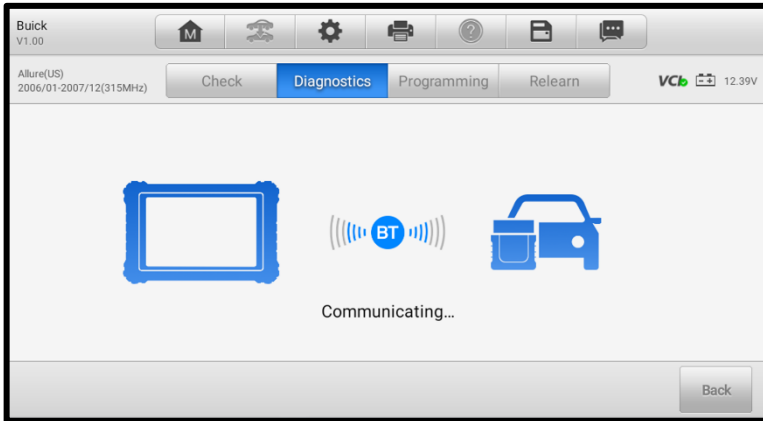 Buick
V1.00
M
?
Allure(US)
2006/01-2007/12(315MHz)
Check
Diagnostics
Programming
Relearn
VCI
12.39V
BT
Communicating...
Back